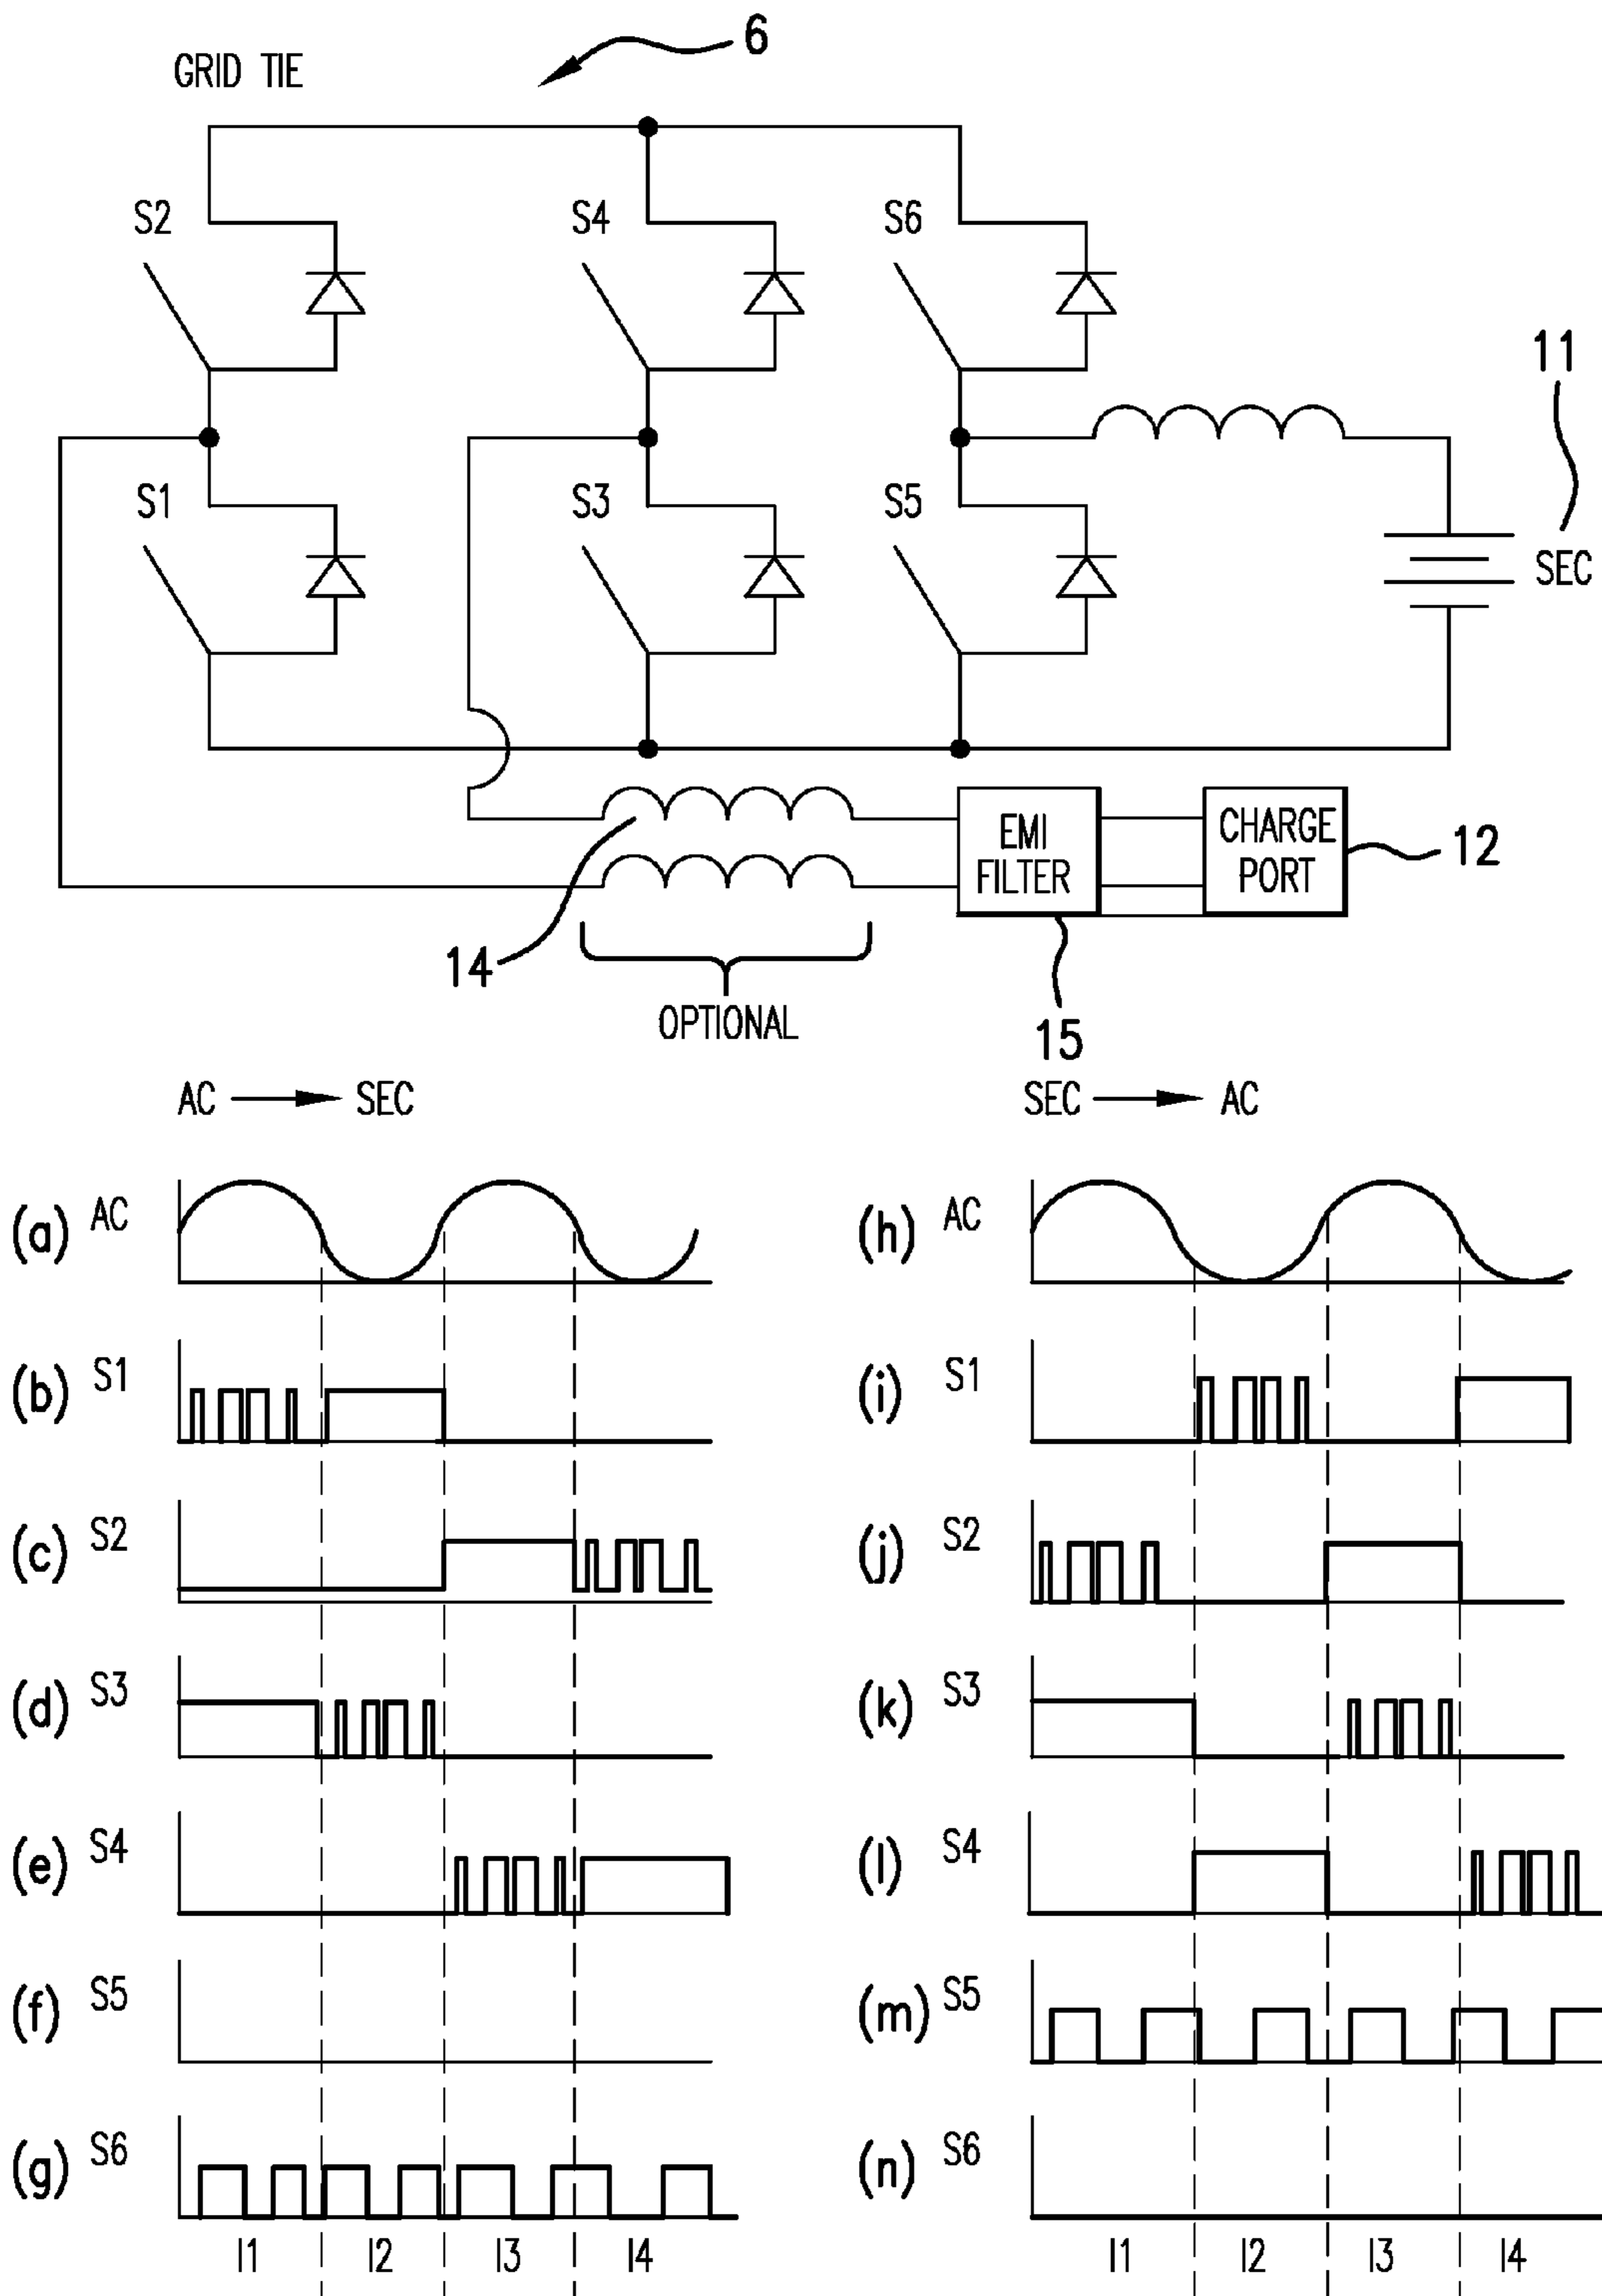 GRID TIE
6
S2
S4
S6
11
S1
S3
S5
SEC
EMI
FILTER
CHARGE
PORT
12
14
OPTIONAL
15
AC SEC
(a) AC
(b) S1
(c) S2
(d) S3
(e) S4
(f) S5
(g) S6
I1 I2 I3 I4
SEC AC
(h) AC
(i) S1
(j) S2
(k) S3
(l) S4
(m) S5
(n) S6
I1 I2 I3 I4